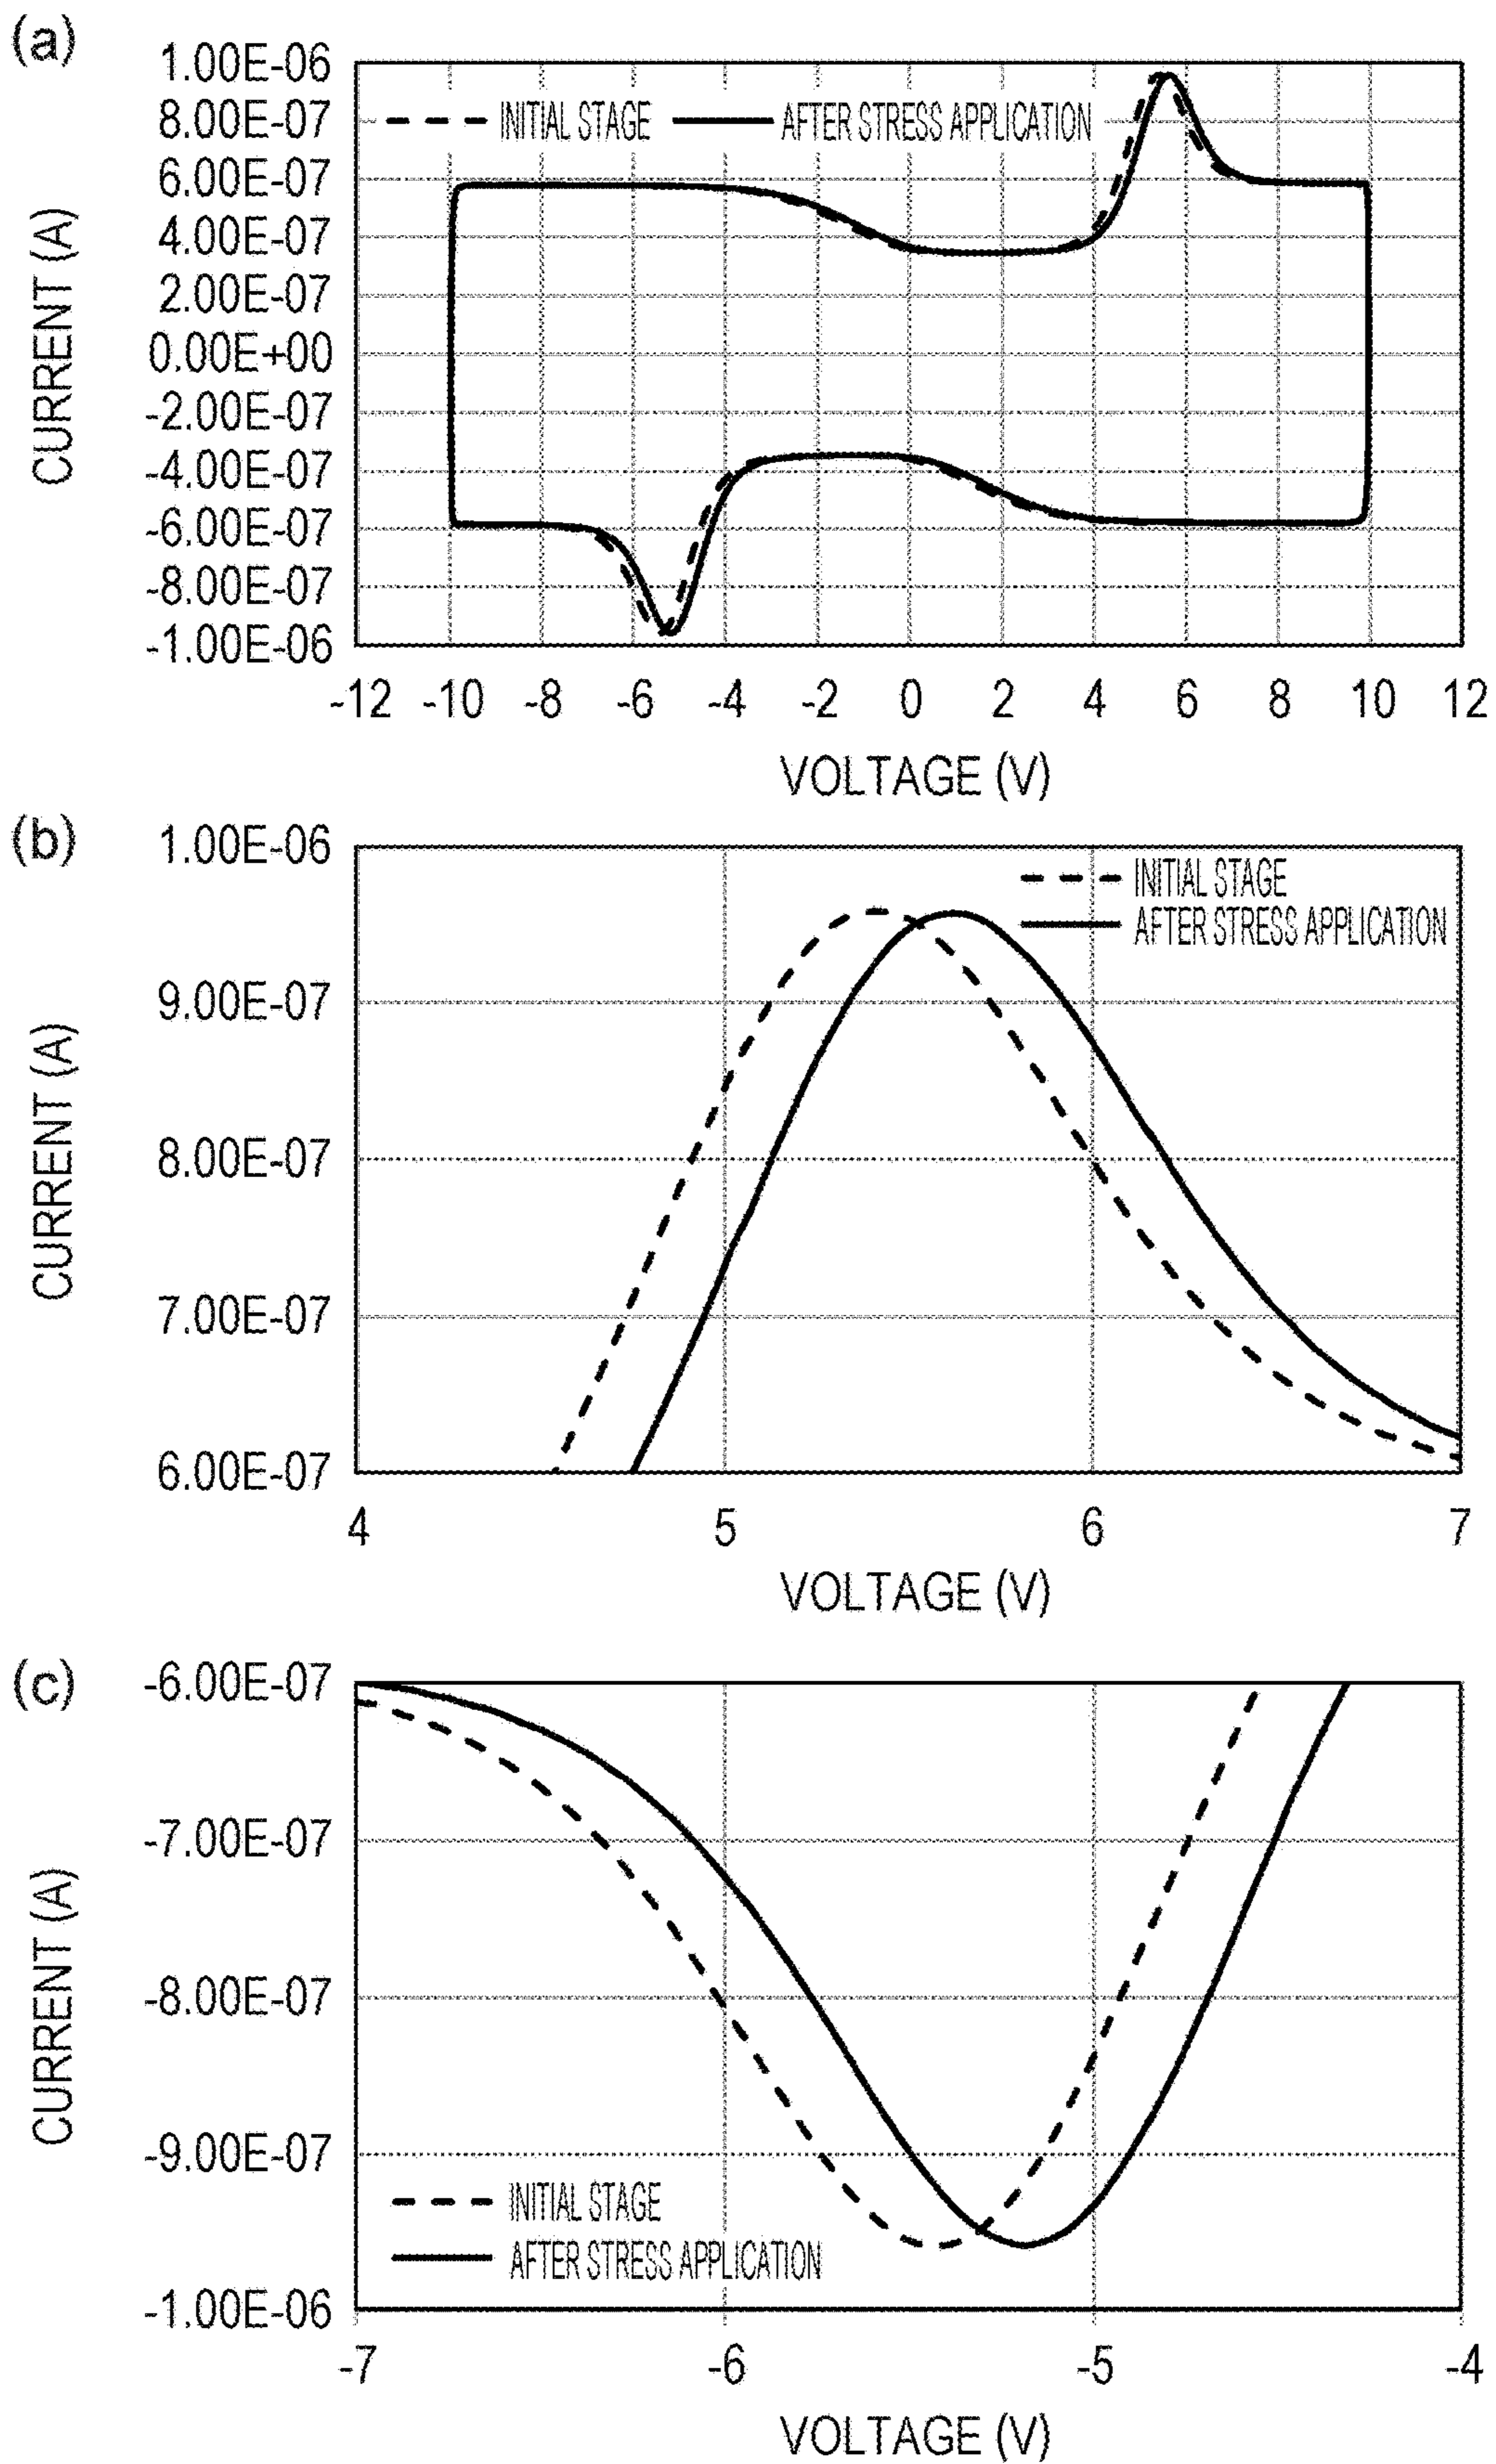 (a)
CURRENT (A)
1.00E-06
8.00E-07
6.00E-07
4.00E-07
2.00E-07
0.00E+00
-2.00E-07
-4.00E-07
-6.00E-07
-8.00E-07
-1.00E-06
INITIAL STAGE AFTER STRESS APPLICATION
-12 -10 -8 -6 -4 -2 0 2 4 6 8 10 12
VOLTAGE (V)
(b)
CURRENT (A)
1.00E-06
9.00E-07
8.00E-07
7.00E-07
6.00E-07
INITIAL STAGE
AFTER STRESS APPLICATION
4 5 6 7
VOLTAGE (V)
(c)
CURRENT (A)
-6.00E-07
-7.00E-07
-8.00E-07
-9.00E-07
-1.00E-06
INITIAL STAGE
AFTER STRESS APPLICATION
-7 -6 -5 -4
VOLTAGE (V)